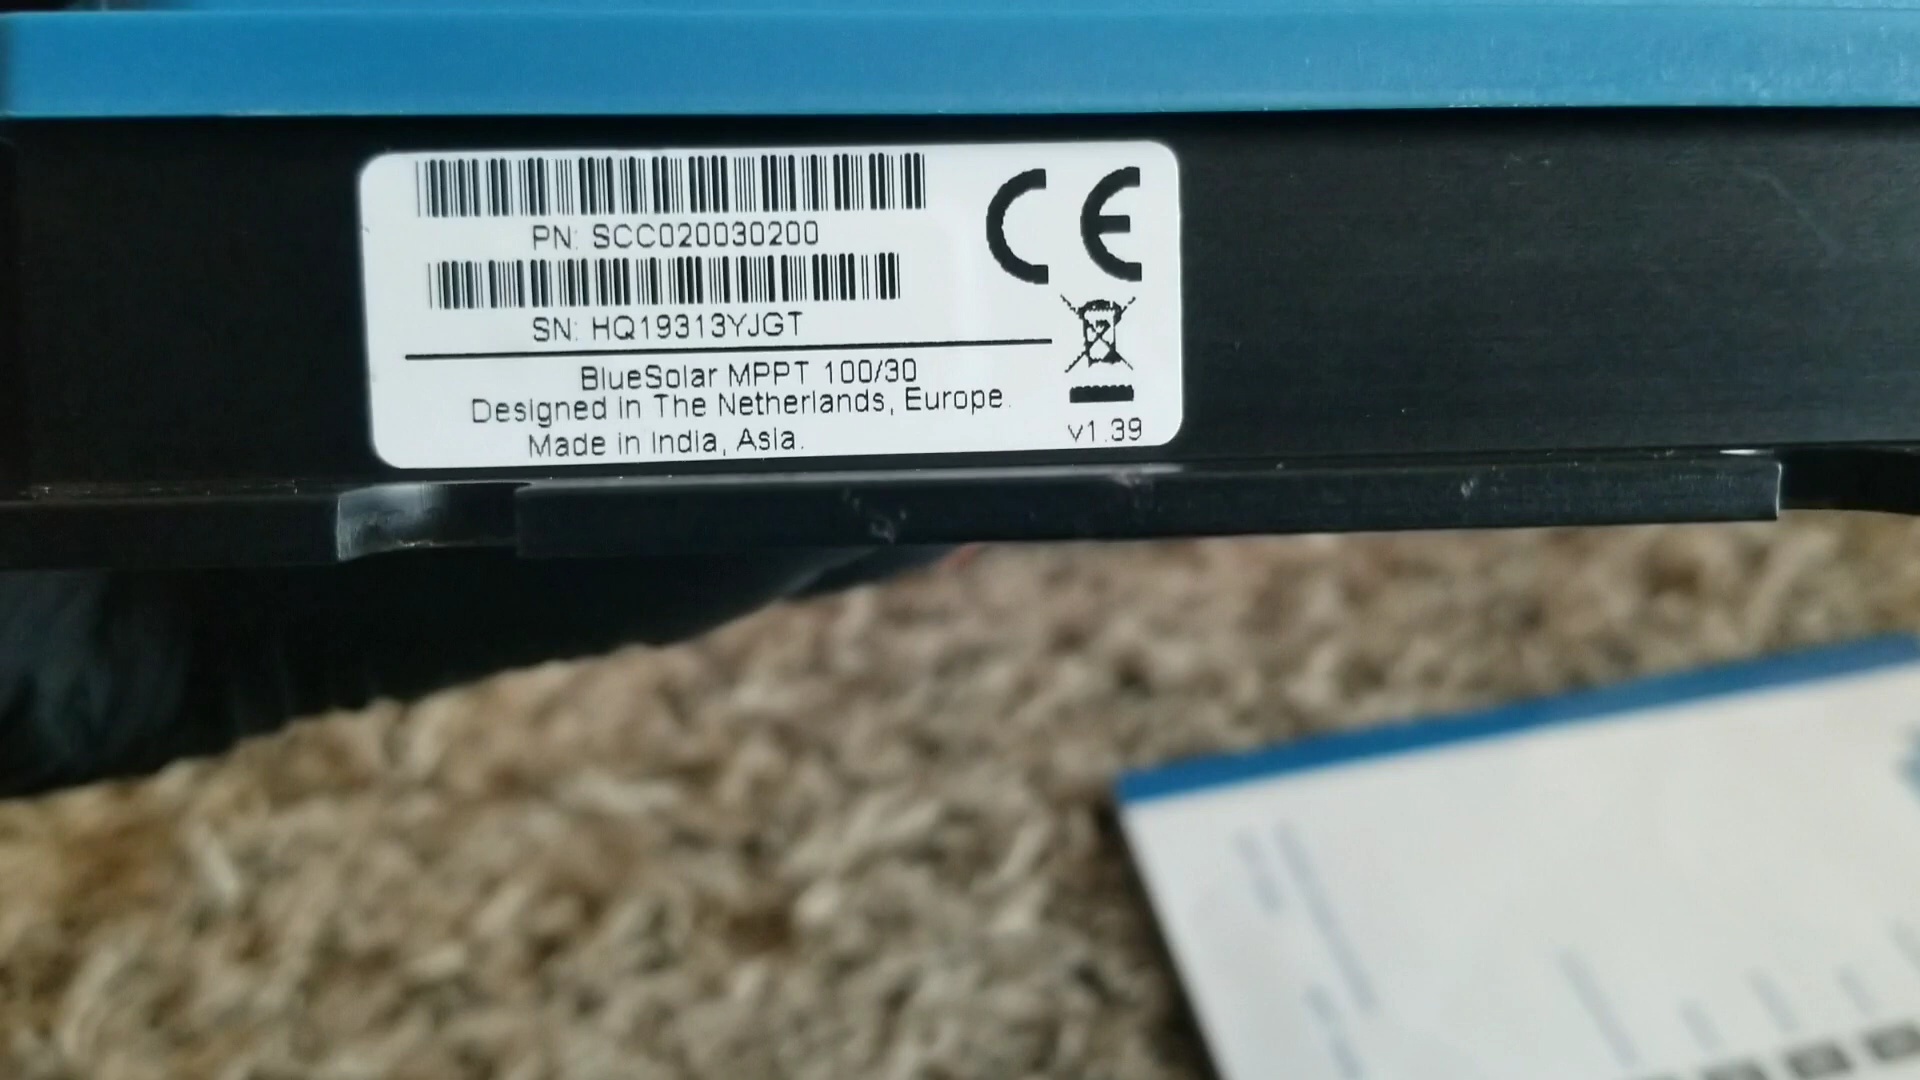 PN: SCC020030200
CE
SN: HQ19313YJGT
BlueSolar MPPT 100/30
Designed in The Netherlands, Europe.
Made in India, Asia.
v1.39